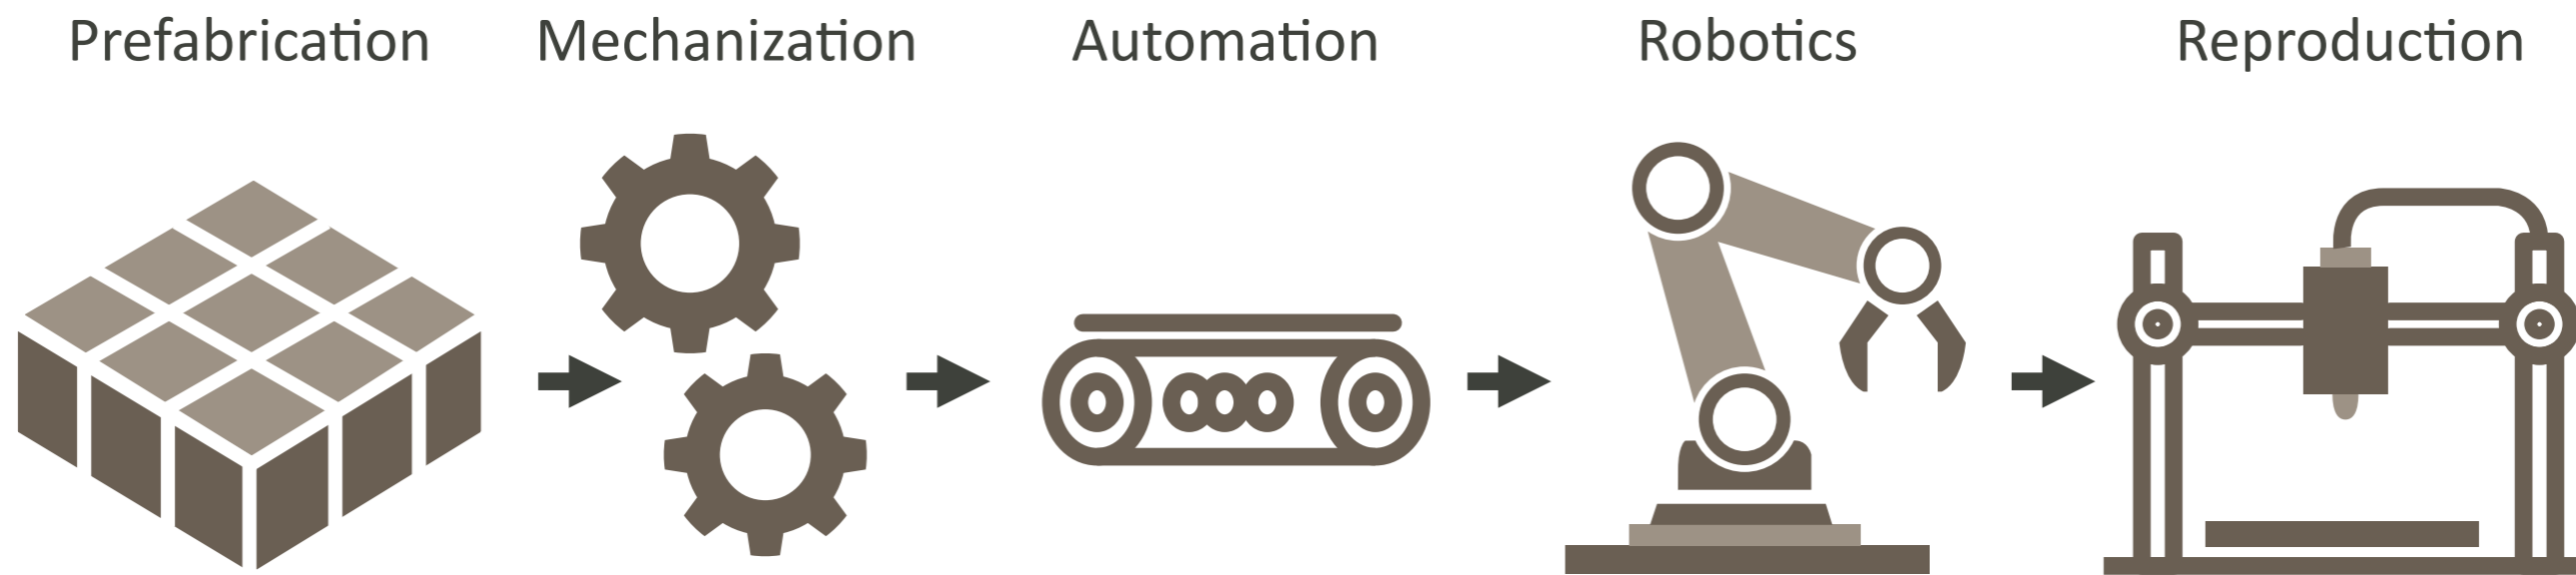 Prefabrication
Mechanization
Automation
Robotics
Reproduction